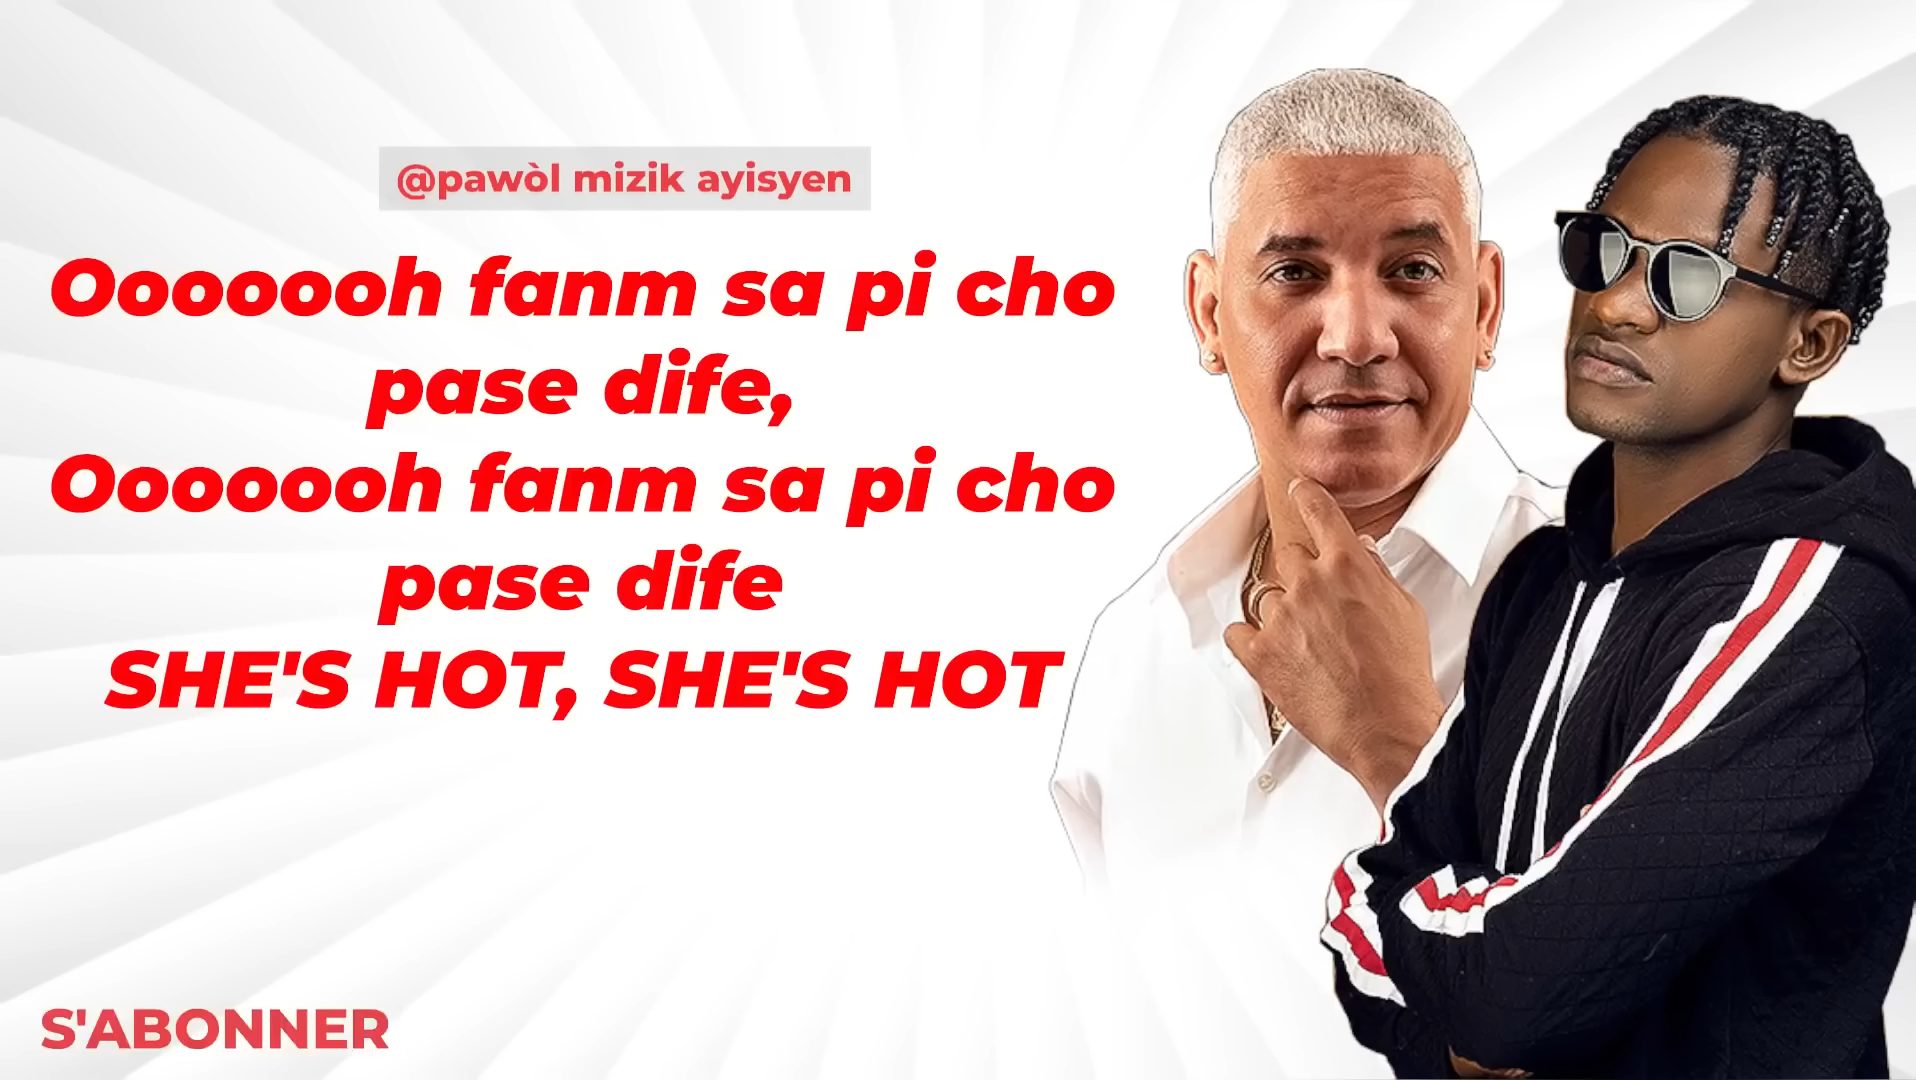 @pawòl mizik ayisyen
Ooooooh fanm sa pi cho
pase dife,
Ooooooh fanm sa pi cho
pase dife
SHE'S HOT, SHE'S HOT
S'ABONNER